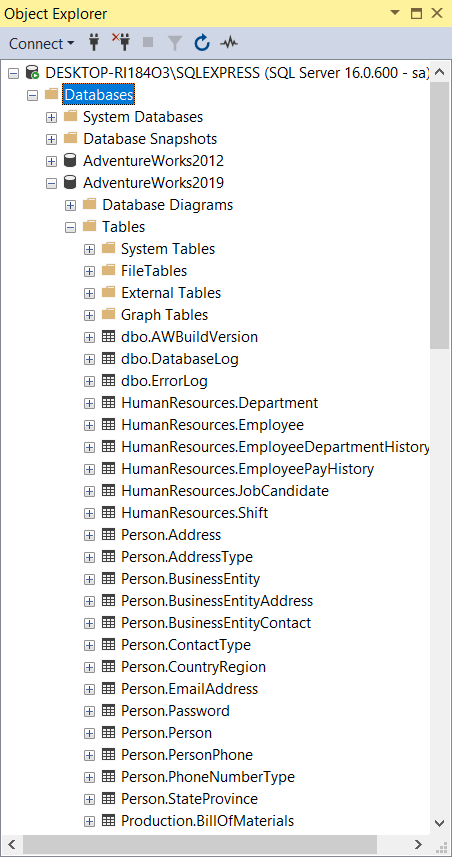 Object Explorer
Connect
DESKTOP-RI184O3\SQLEXPRESS (SQL Server 16.0.600 - sa)
Databases
System Databases
Database Snapshots
AdventureWorks2012
AdventureWorks2019
Database Diagrams
Tables
System Tables
FileTables
External Tables
Graph Tables
dbo.AWBuildVersion
dbo.DatabaseLog
dbo.ErrorLog
HumanResources.Department
HumanResources.Employee
HumanResources.EmployeeDepartmentHistory
HumanResources.EmployeePayHistory
HumanResources.JobCandidate
HumanResources.Shift
Person.Address
Person.AddressType
Person.BusinessEntity
Person.BusinessEntityAddress
Person.BusinessEntityContact
Person.ContactType
Person.CountryRegion
Person.EmailAddress
Person.Password
Person.Person
Person.PersonPhone
Person.PhoneNumberType
Person.StateProvince
Production.BillOfMaterials